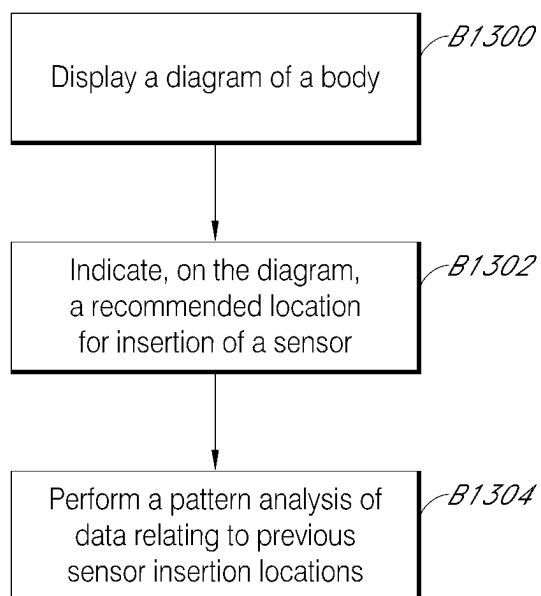 Display a diagram of a body
B1300
Indicate, on the diagram,
a recommended location
for insertion of a sensor
B1302
Perform a pattern analysis of
data relating to previous
sensor insertion locations
B1304